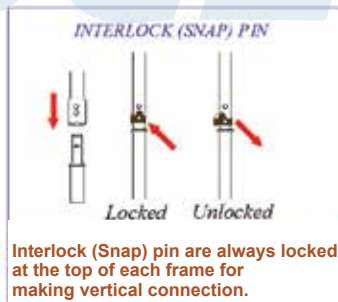 INTERLOCK (SNAP) PIN
Locked Unlocked
Interlock (Snap) pin are always locked
at the top of each frame for
making vertical connection.